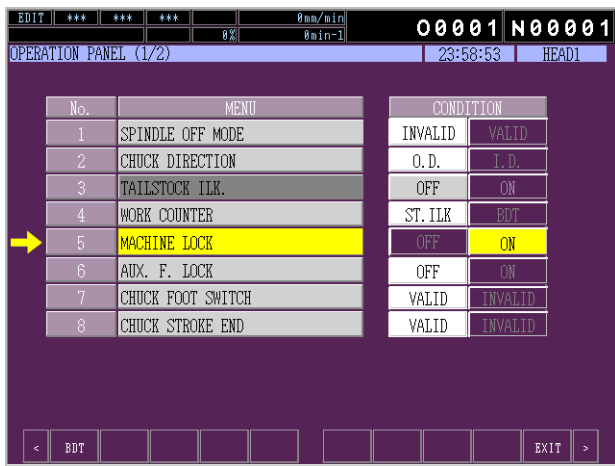 EDIT *** *** *** 0mm/min O0001 N00001
0% 0min-1
OPERATION PANEL (1/2) 23:58:53 HEAD1
No. MENU CONDITION
1 SPINDLE OFF MODE INVALID VALID
2 CHUCK DIRECTION O.D. I.D.
3 TAILSTOCK ILK. OFF ON
4 WORK COUNTER ST.ILK BDT
5 MACHINE LOCK OFF ON
6 AUX. F. LOCK OFF ON
7 CHUCK FOOT SWITCH VALID INVALID
8 CHUCK STROKE END VALID INVALID
< BDT EXIT >